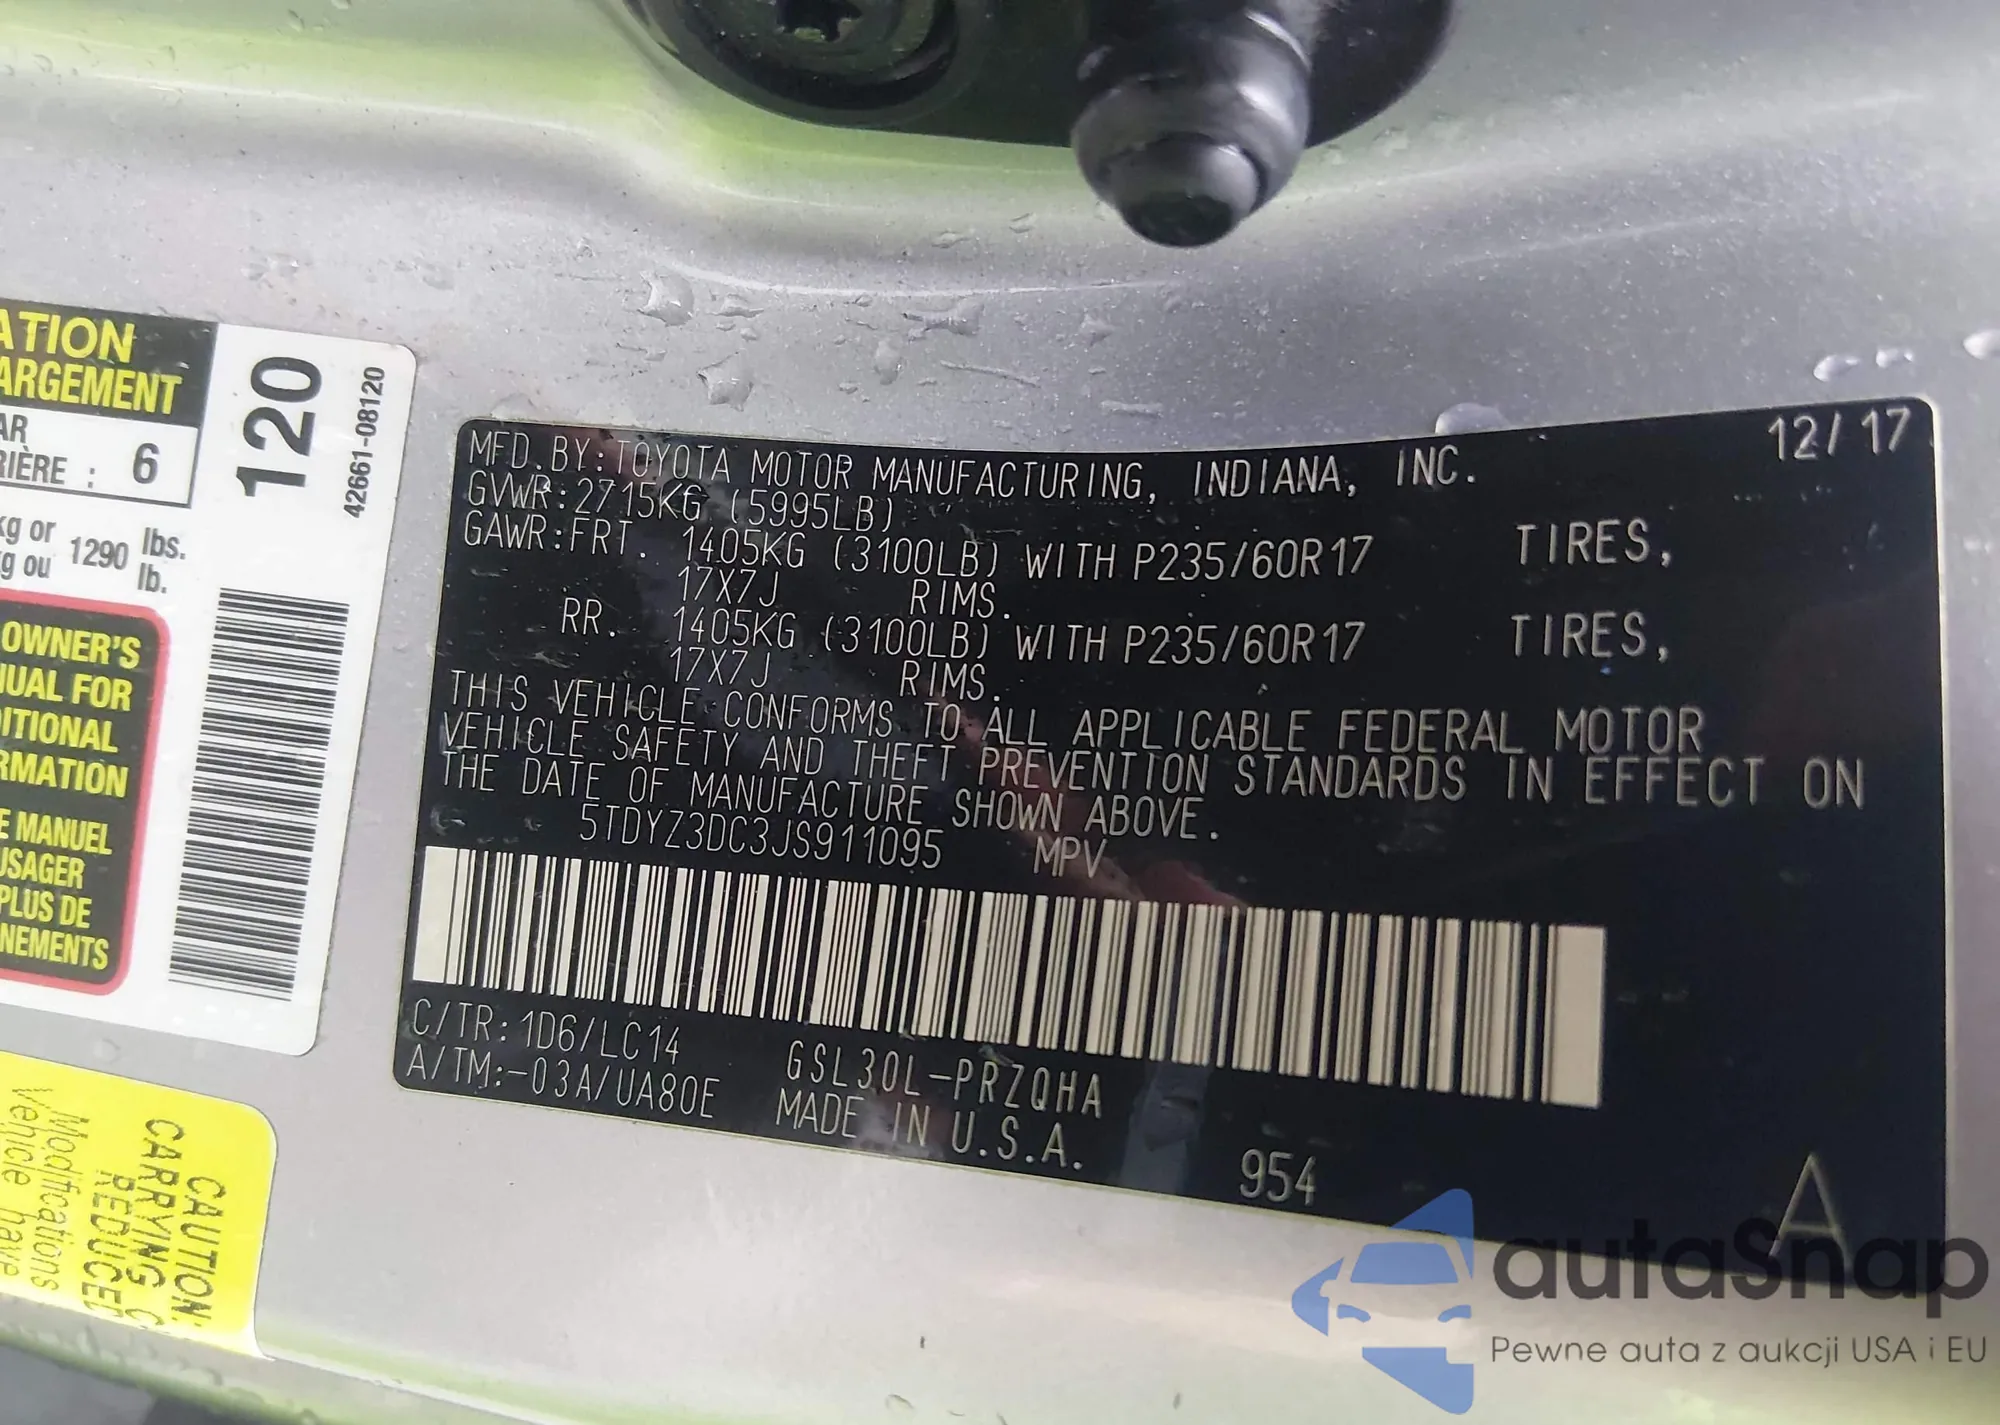 ATION
ARGEMENT
AR
RIÈRE : 6
kg or 1290 lbs.
kg ou lb.
120
42661-08120
OWNER'S
NUAL FOR
DITIONAL
RMATION
E MANUEL
USAGER
PLUS DE
NEMENTS
CAUTION:
CARRYING C
REDUCED
Modifications
vehicle have
12/17
MFD. BY: TOYOTA MOTOR MANUFACTURING, INDIANA, INC.
GVWR:2715KG (5995LB)
GAWR:FRT. 1405KG (3100LB) WITH P235/60R17 TIRES,
17X7J RIMS.
RR. 1405KG (3100LB) WITH P235/60R17 TIRES,
17X7J RIMS.
THIS VEHICLE CONFORMS TO ALL APPLICABLE FEDERAL MOTOR
VEHICLE SAFETY AND THEFT PREVENTION STANDARDS IN EFFECT ON
THE DATE OF MANUFACTURE SHOWN ABOVE.
5TDYZ3DC3JS911095 MPV
C/TR: 1D6/LC14 GSL30L-PRZQHA
A/TM:-03A/UA80E MADE IN U.S.A.
954
A
autaSnap
Pewne auta z aukcji USA i EU